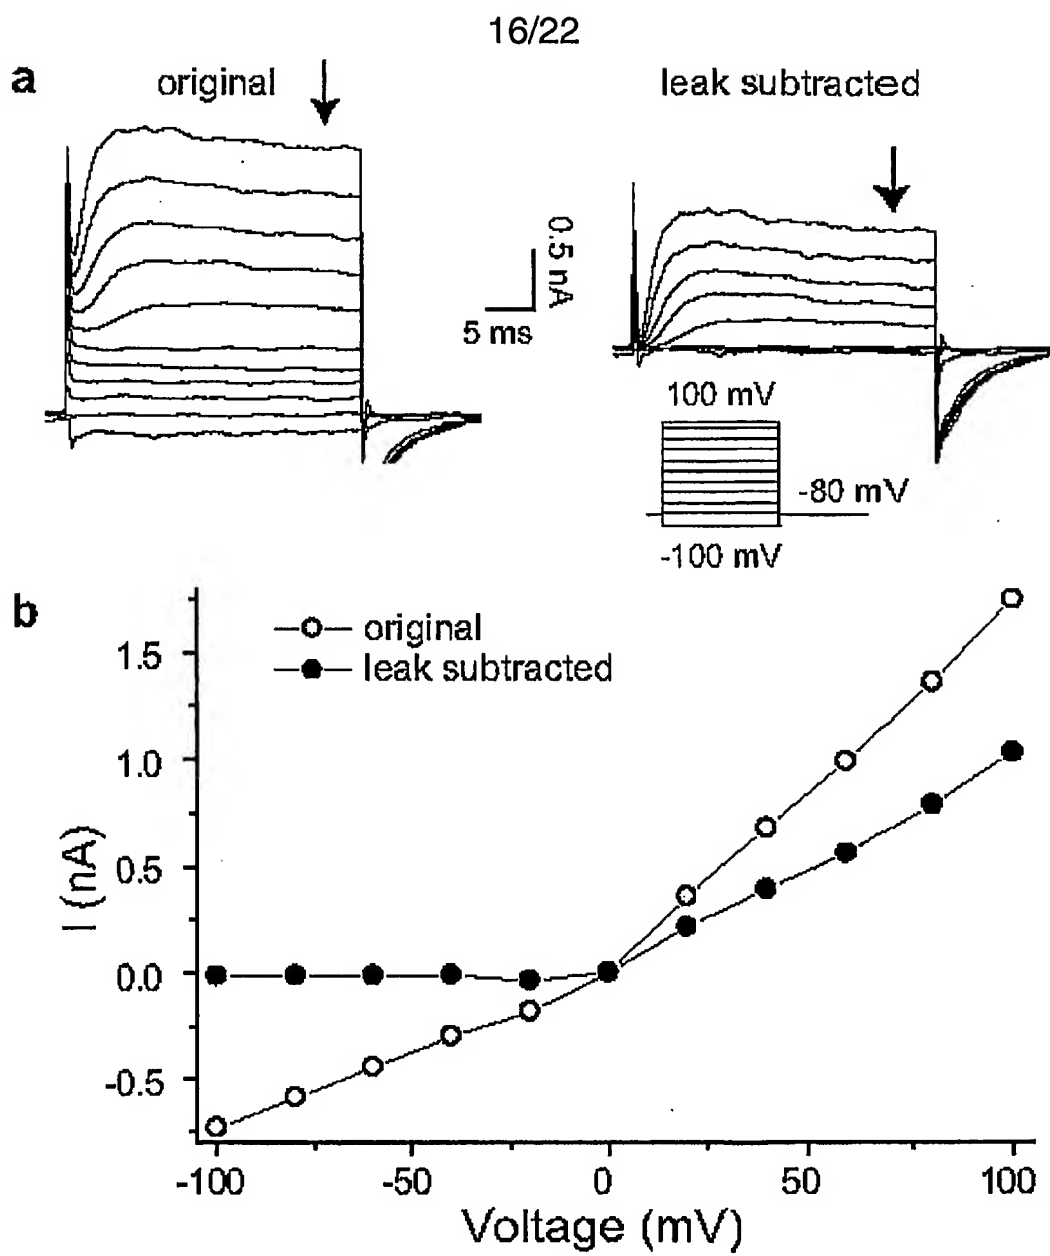 16/22
a
original
leak subtracted
0.5 nA
5 ms
100 mV
-80 mV
-100 mV
b
original
leak subtracted
1.5
1.0
0.5
0.0
-0.5
I (nA)
-100
-50
0
50
100
Voltage (mV)